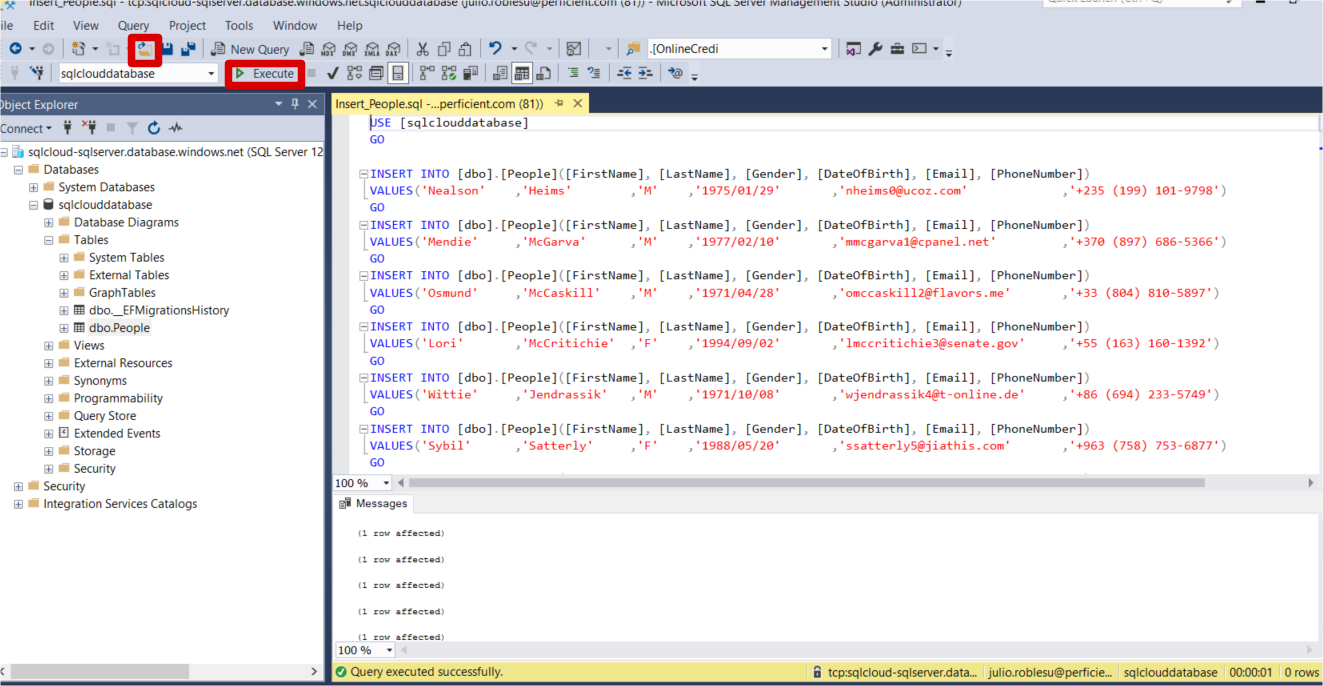 Insert_People.sql - tcp:sqlcloud-sqlserver.database.windows.net.sqlclouddatabase (julio.roblesu@perficient.com (81)) - Microsoft SQL Server Management Studio (Administrator)
Quick Launch (Ctrl+Q)
ile Edit View Query Project Tools Window Help
New Query MDX DMX XMLA DAX .[OnlineCredi
sqlclouddatabase Execute
Object Explorer
Connect
sqlcloud-sqlserver.database.windows.net (SQL Server 12
Databases
System Databases
sqlclouddatabase
Database Diagrams
Tables
System Tables
External Tables
GraphTables
dbo.__EFMigrationsHistory
dbo.People
Views
External Resources
Synonyms
Programmability
Query Store
Extended Events
Storage
Security
Security
Integration Services Catalogs
Insert_People.sql -...perficient.com (81))
USE [sqlclouddatabase]
GO
INSERT INTO [dbo].[People]([FirstName], [LastName], [Gender], [DateOfBirth], [Email], [PhoneNumber])
VALUES('Nealson' ,'Heims' ,'M' ,'1975/01/29' ,'nheims0@ucoz.com' ,'+235 (199) 101-9798')
GO
INSERT INTO [dbo].[People]([FirstName], [LastName], [Gender], [DateOfBirth], [Email], [PhoneNumber])
VALUES('Mendie' ,'McGarva' ,'M' ,'1977/02/10' ,'mmcgarva1@cpanel.net' ,'+370 (897) 686-5366')
GO
INSERT INTO [dbo].[People]([FirstName], [LastName], [Gender], [DateOfBirth], [Email], [PhoneNumber])
VALUES('Osmund' ,'McCaskill' ,'M' ,'1971/04/28' ,'omccaskill2@flavors.me' ,'+33 (804) 810-5897')
GO
INSERT INTO [dbo].[People]([FirstName], [LastName], [Gender], [DateOfBirth], [Email], [PhoneNumber])
VALUES('Lori' ,'McCritichie' ,'F' ,'1994/09/02' ,'lmccritichie3@senate.gov' ,'+55 (163) 160-1392')
GO
INSERT INTO [dbo].[People]([FirstName], [LastName], [Gender], [DateOfBirth], [Email], [PhoneNumber])
VALUES('Wittie' ,'Jendrassik' ,'M' ,'1971/10/08' ,'wjendrassik4@t-online.de' ,'+86 (694) 233-5749')
GO
INSERT INTO [dbo].[People]([FirstName], [LastName], [Gender], [DateOfBirth], [Email], [PhoneNumber])
VALUES('Sybil' ,'Satterly' ,'F' ,'1988/05/20' ,'ssatterly5@jiathis.com' ,'+963 (758) 753-6877')
GO
100 %
Messages
(1 row affected)
(1 row affected)
(1 row affected)
(1 row affected)
(1 row affected)
100 %
Query executed successfully. tcp:sqlcloud-sqlserver.data... julio.roblesu@perficie... sqlclouddatabase 00:00:01 0 rows